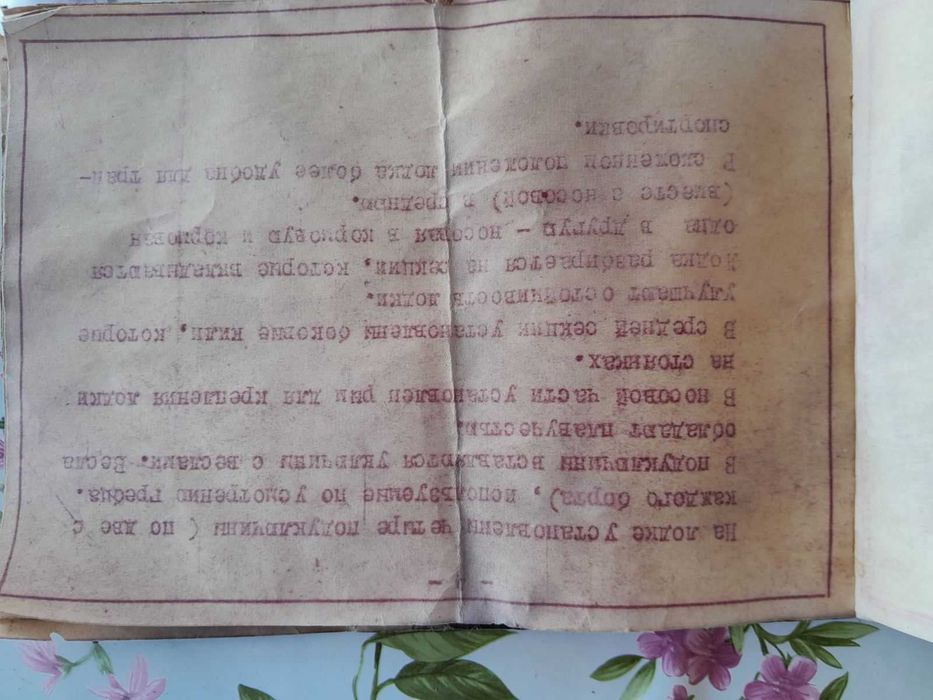 На лодке установлены четыре подуключины ( по две с
каждого борта), используемые по усмотрению гребца.
В подуключины вставляются уключины с веслами. Весла
обладают плавучестью.
В носовой части установлен рым для крепления лодки
на стоянках.
В средней секции установлены боковые кили, которые
улучшают остойчивость лодки.
Лодка разбирается на секции, которые вкладываются
одна в другую – носовая в кормовую и кормовая
(вместе с носовой) в среднюю.
В сложенном положении лодка более удобна для тран-
спортировки.